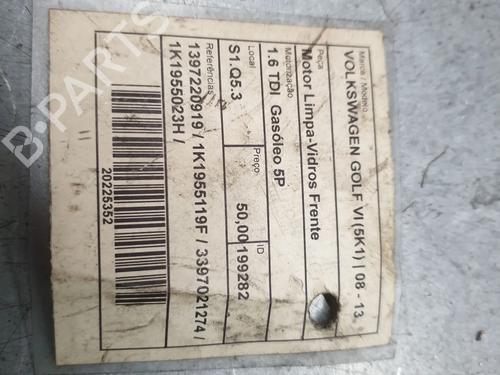 Marca / Modelo
VOLKSWAGEN GOLF VI (5K1) | 08 - 13
Peça
Motor Limpa-Vidros Frente
Motorização
1.6 TDI Gasóleo 5P
Local
S1.Q5.3
Preço
50,00
ID
199282
Referências
1397220919 / 1K1955119F / 3397021274 /
1K1955023H /
20225352
B-PARTS